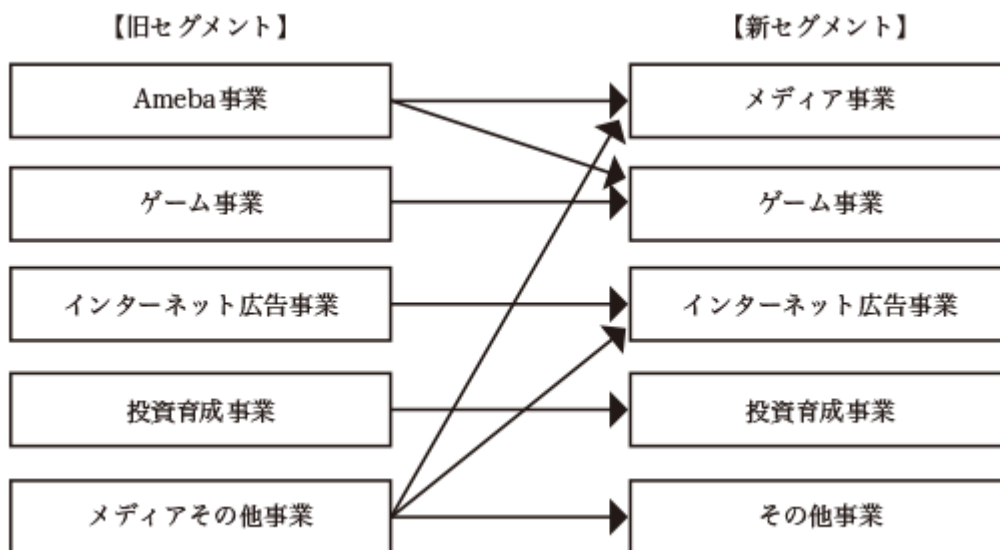 【旧セグメント】
【新セグメント】
Ameba事業
メディア事業
ゲーム事業
ゲーム事業
インターネット広告事業
インターネット広告事業
投資育成事業
投資育成事業
メディアその他事業
その他事業